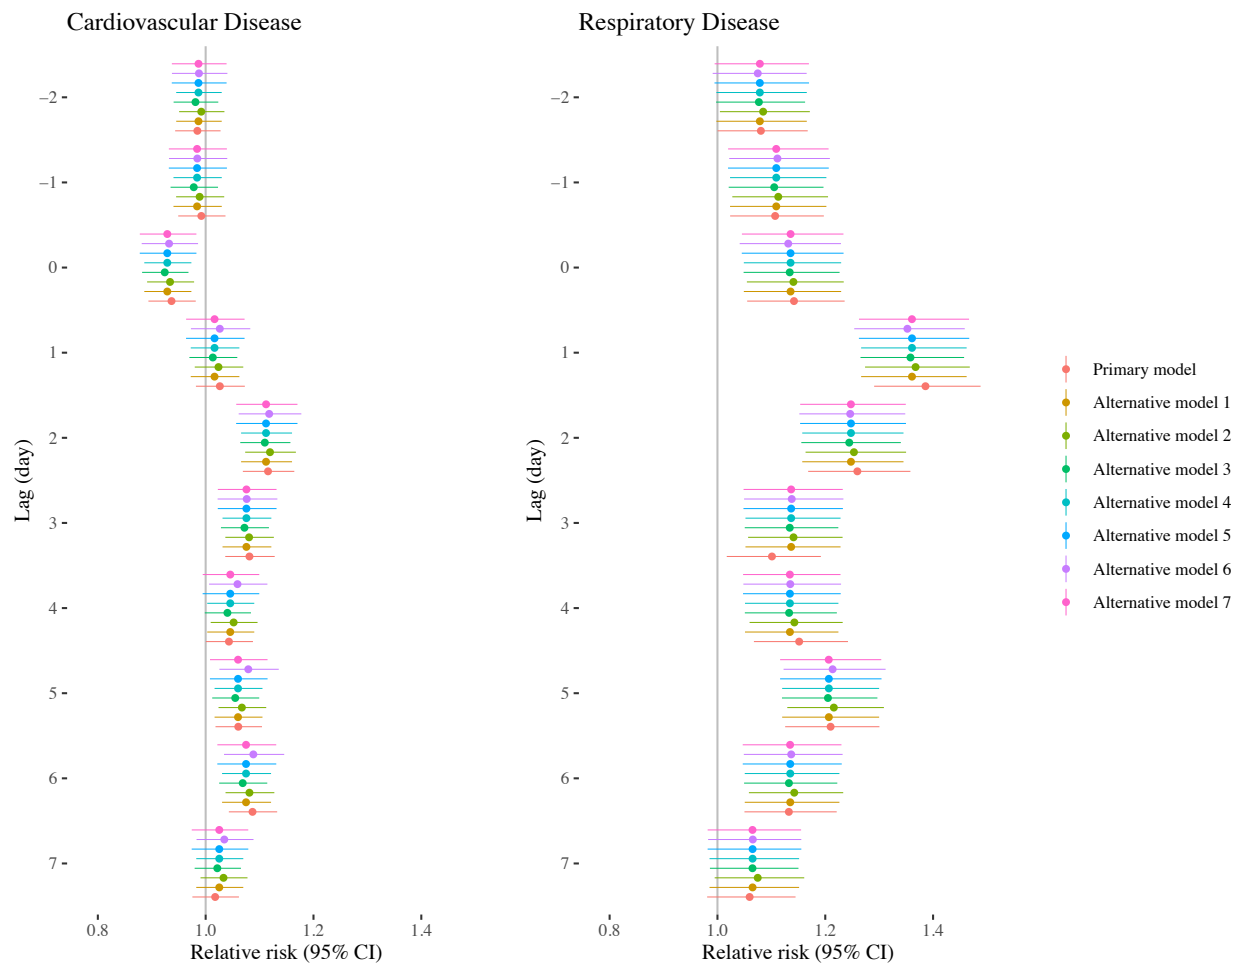 Cardiovascular Disease
Respiratory Disease
Lag (day)
−2
−1
0
1
2
3
4
5
6
7
0.8
1.0
1.2
1.4
Relative risk (95% CI)
Lag (day)
−2
−1
0
1
2
3
4
5
6
7
0.8
1.0
1.2
1.4
Relative risk (95% CI)
Primary model
Alternative model 1
Alternative model 2
Alternative model 3
Alternative model 4
Alternative model 5
Alternative model 6
Alternative model 7